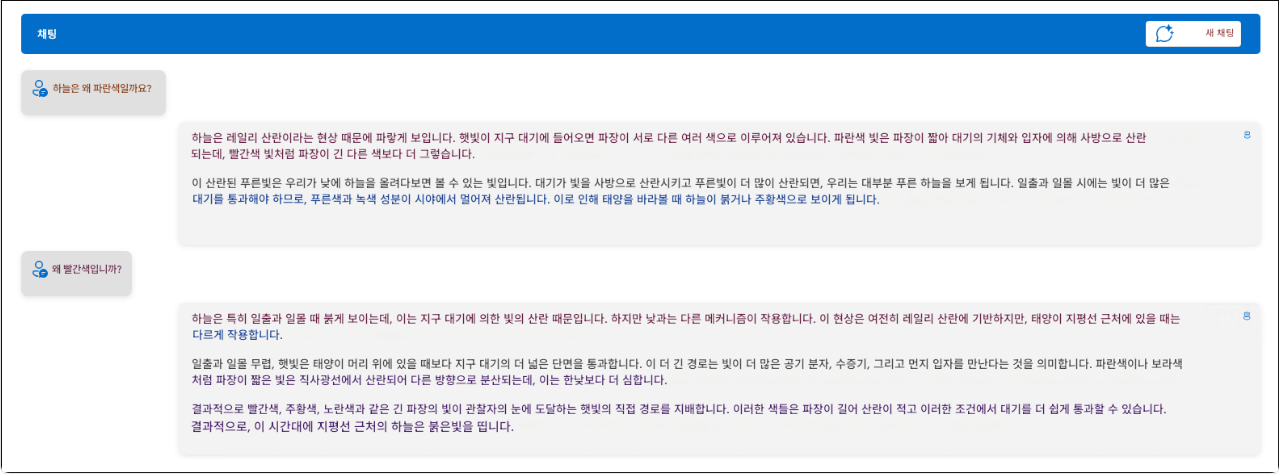 채팅
새 채팅
하늘은 왜 파란색일까요?
하늘은 레일리 산란이라는 현상 때문에 파랗게 보입니다. 햇빛이 지구 대기에 들어오면 파장이 서로 다른 여러 색으로 이루어져 있습니다. 파란색 빛은 파장이 짧아 대기의 기체와 입자에 의해 사방으로 산란
되는데, 빨간색 빛처럼 파장이 긴 다른 색보다 더 그렇습니다.
이 산란된 푸른빛은 우리가 낮에 하늘을 올려다보면 볼 수 있는 빛입니다. 대기가 빛을 사방으로 산란시키고 푸른빛이 더 많이 산란되면, 우리는 대부분 푸른 하늘을 보게 됩니다. 일출과 일몰 시에는 빛이 더 많은
대기를 통과해야 하므로, 푸른색과 녹색 성분이 시야에서 멀어져 산란됩니다. 이로 인해 태양을 바라볼 때 하늘이 붉거나 주황색으로 보이게 됩니다.
왜 빨간색입니까?
하늘은 특히 일출과 일몰 때 붉게 보이는데, 이는 지구 대기에 의한 빛의 산란 때문입니다. 하지만 낮과는 다른 메커니즘이 작용합니다. 이 현상은 여전히 레일리 산란에 기반하지만, 태양이 지평선 근처에 있을 때는
다르게 작용합니다.
일출과 일몰 무렵, 햇빛은 태양이 머리 위에 있을 때보다 지구 대기의 더 넓은 단면을 통과합니다. 이 더 긴 경로는 빛이 더 많은 공기 분자, 수증기, 그리고 먼지 입자를 만난다는 것을 의미합니다. 파란색이나 보라색
처럼 파장이 짧은 빛은 직사광선에서 산란되어 다른 방향으로 분산되는데, 이는 한낮보다 더 심합니다.
결과적으로 빨간색, 주황색, 노란색과 같은 긴 파장의 빛이 관찰자의 눈에 도달하는 햇빛의 직접 경로를 지배합니다. 이러한 색들은 파장이 길어 산란이 적고 이러한 조건에서 대기를 더 쉽게 통과할 수 있습니다.
결과적으로, 이 시간대에 지평선 근처의 하늘은 붉은빛을 띕니다.